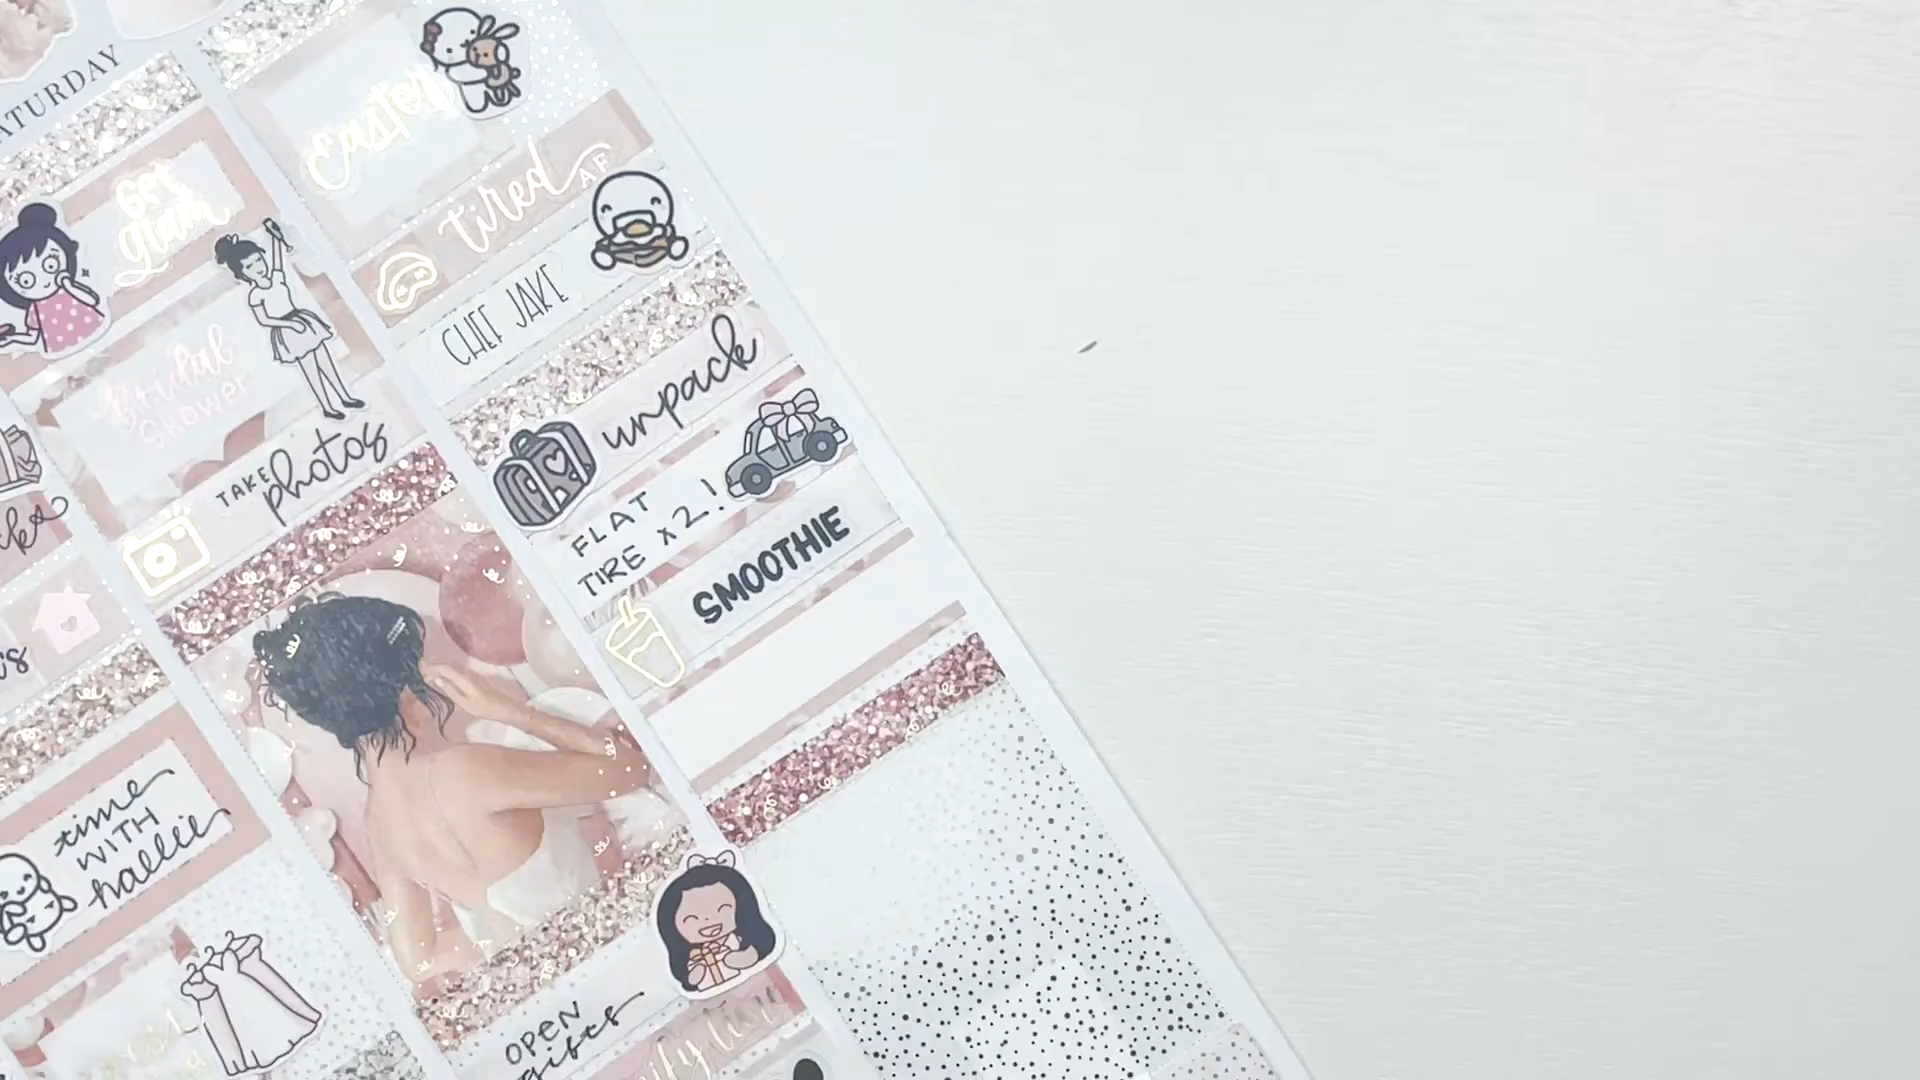 SATURDAY
Easter
tired AF
CHEF JAKE
Get
glam
Bridal
Shower
TAKE photos
unpack
FLAT
TIRE x2!
SMOOTHIE
time
WITH
hallie
OPEN
gifts